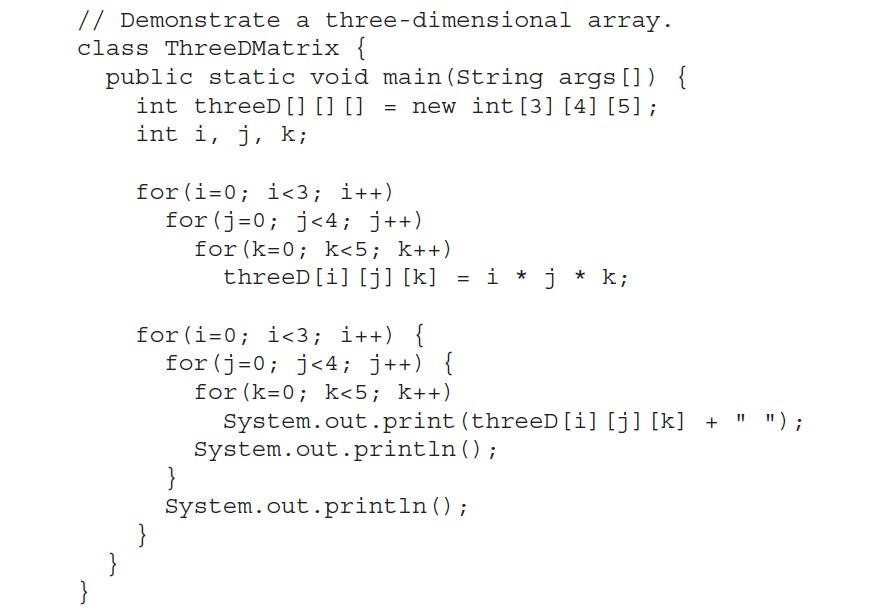 // Demonstrate a three-dimensional array.
class ThreeDMatrix {
  public static void main(String args[]) {
    int threeD[][][] = new int[3][4][5];
    int i, j, k;

    for(i=0; i<3; i++)
      for(j=0; j<4; j++)
        for(k=0; k<5; k++)
          threeD[i][j][k] = i * j * k;

    for(i=0; i<3; i++) {
      for(j=0; j<4; j++) {
        for(k=0; k<5; k++)
          System.out.print(threeD[i][j][k] + " ");
        System.out.println();
      }
      System.out.println();
    }
  }
}